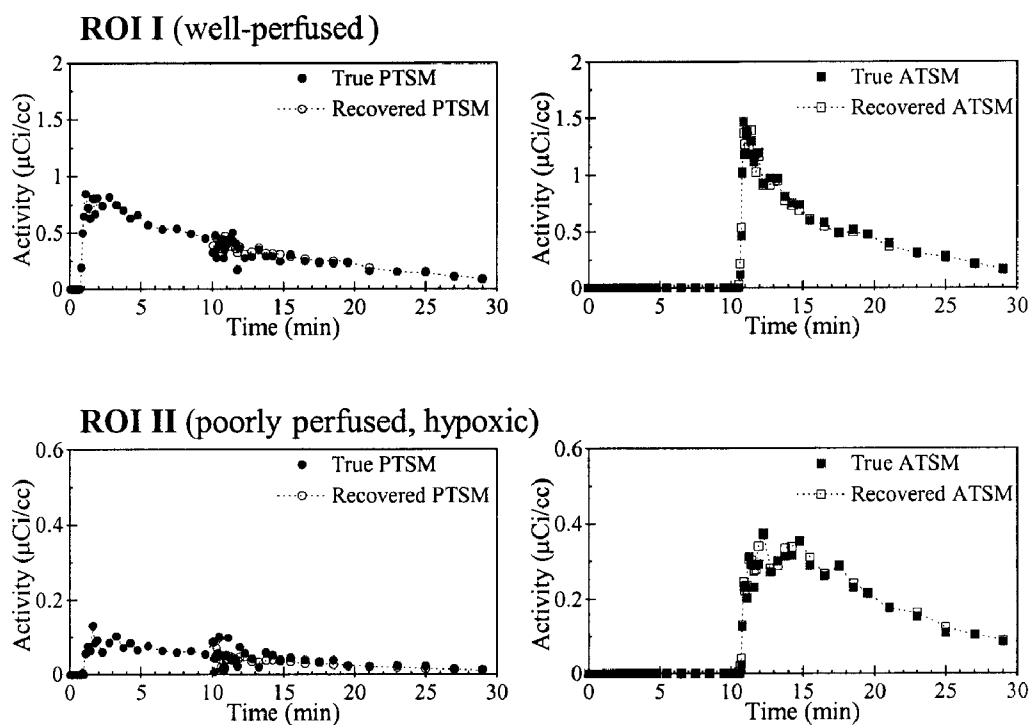 ROI I (well-perfused)
2
1.5
1
0.5
0
Activity (μCi/cc)
True PTSM
Recovered PTSM
0 5 10 15 20 25 30
Time (min)
2
1.5
1
0.5
0
Activity (μCi/cc)
True ATSM
Recovered ATSM
0 5 10 15 20 25 30
Time (min)
ROI II (poorly perfused, hypoxic)
0.6
0.4
0.2
0
Activity (μCi/cc)
True PTSM
Recovered PTSM
0 5 10 15 20 25 30
Time (min)
0.6
0.4
0.2
0
Activity (μCi/cc)
True ATSM
Recovered ATSM
0 5 10 15 20 25 30
Time (min)